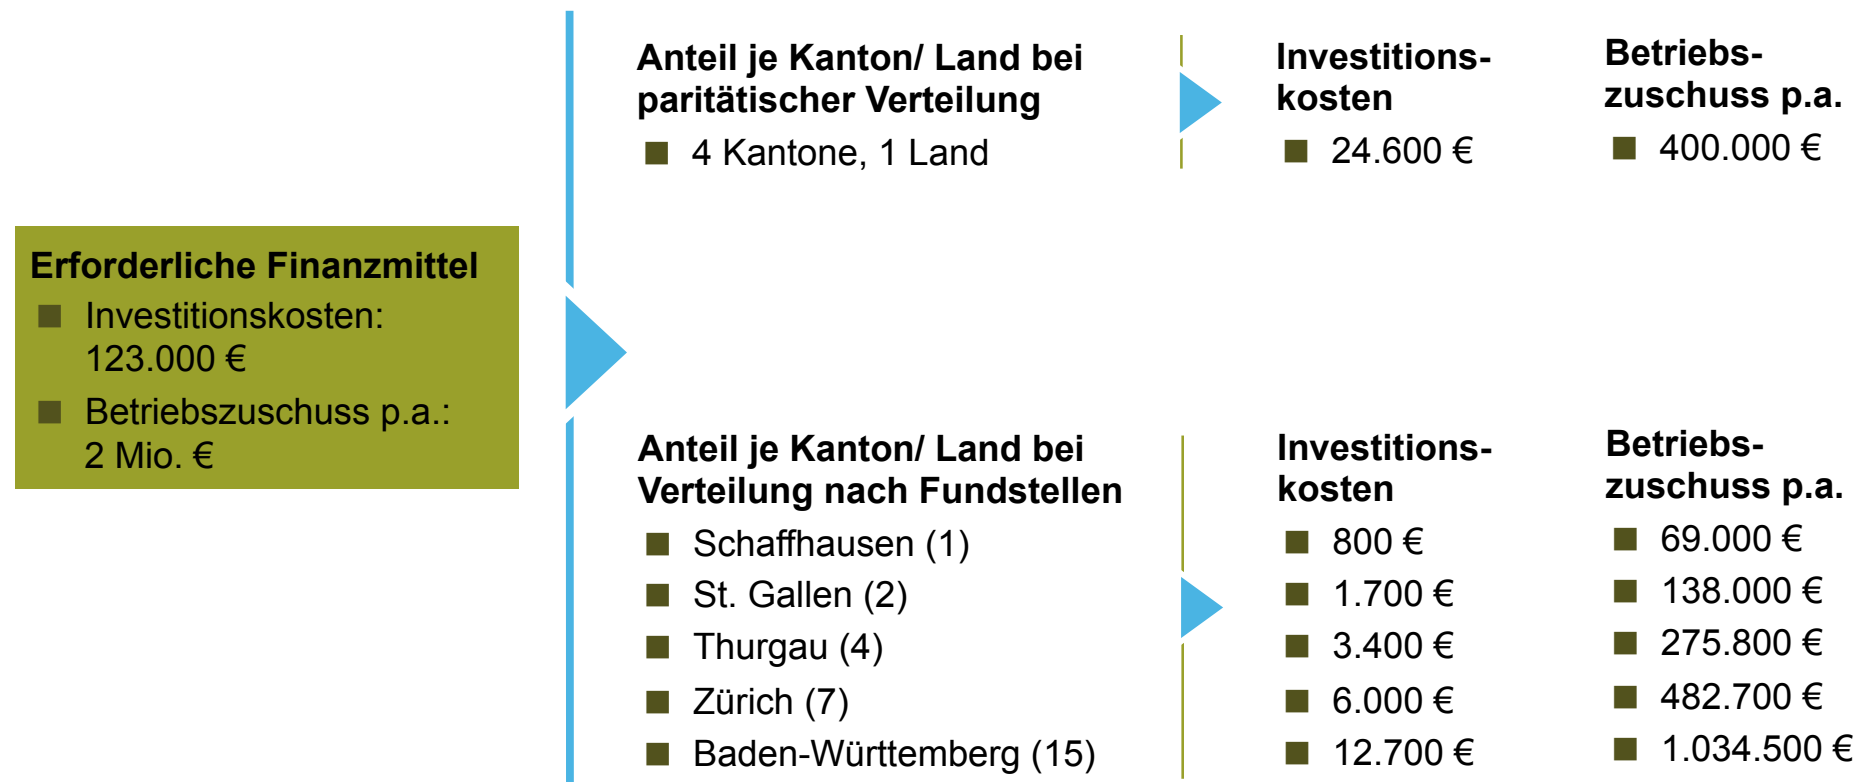 Erforderliche Finanzmittel
Investitionskosten:
123.000 €
Betriebszuschuss p.a.:
2 Mio. €
Anteil je Kanton/ Land bei
paritätischer Verteilung
4 Kantone, 1 Land
Investitions-
kosten
24.600 €
Betriebs-
zuschuss p.a.
400.000 €
Anteil je Kanton/ Land bei
Verteilung nach Fundstellen
Schaffhausen (1)
St. Gallen (2)
Thurgau (4)
Zürich (7)
Baden-Württemberg (15)
Investitions-
kosten
800 €
1.700 €
3.400 €
6.000 €
12.700 €
Betriebs-
zuschuss p.a.
69.000 €
138.000 €
275.800 €
482.700 €
1.034.500 €